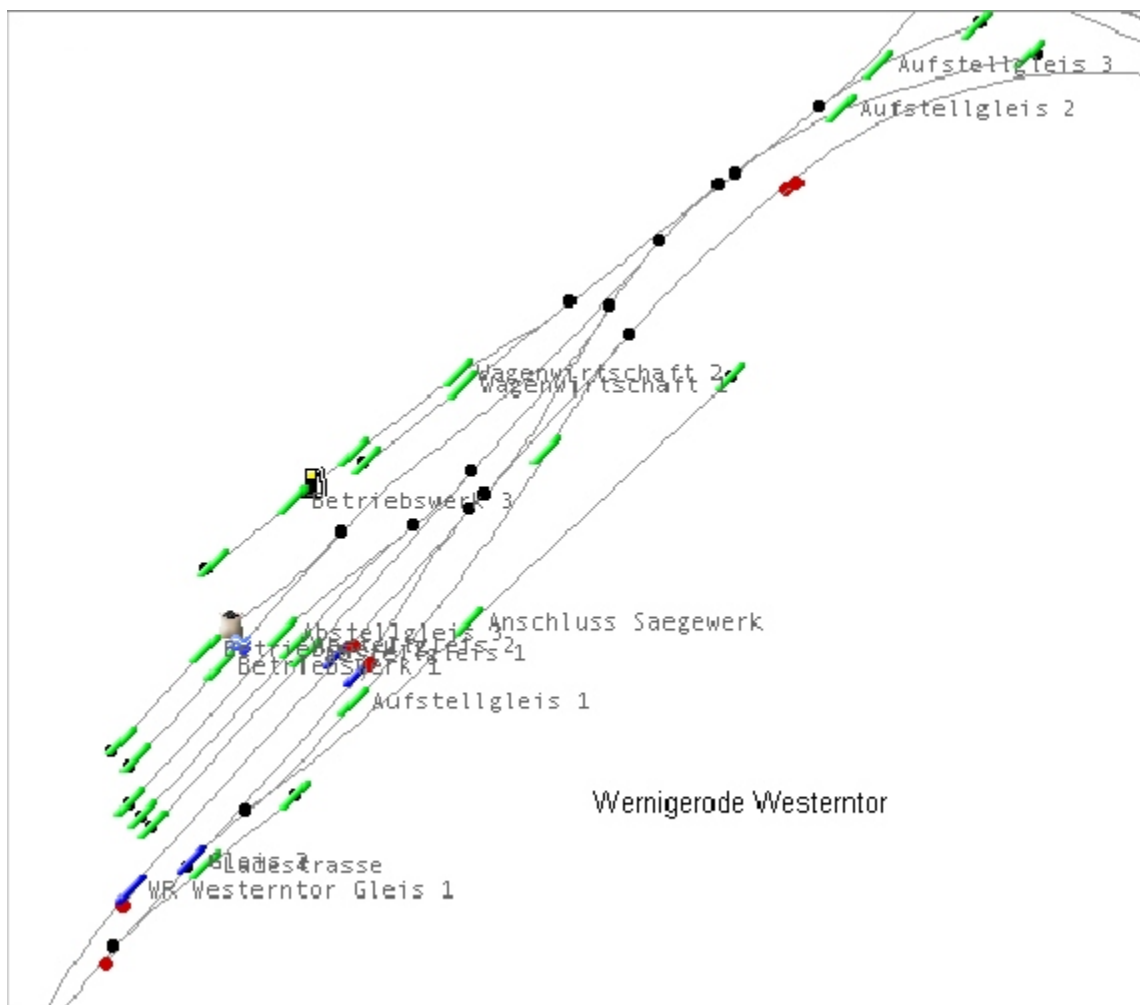 Aufstellgleis 3
Aufstellgleis 2
Wagenwirtschaft 2
Wagenwirtschaft 1
Betriebswerk 3
Anschluss Saegewerk
Abstellgleis 3
Betriebswerk 1
Aufstellgleis 1
Wernigerode Westerntor
Ladestrasse
WR Westerntor Gleis 1